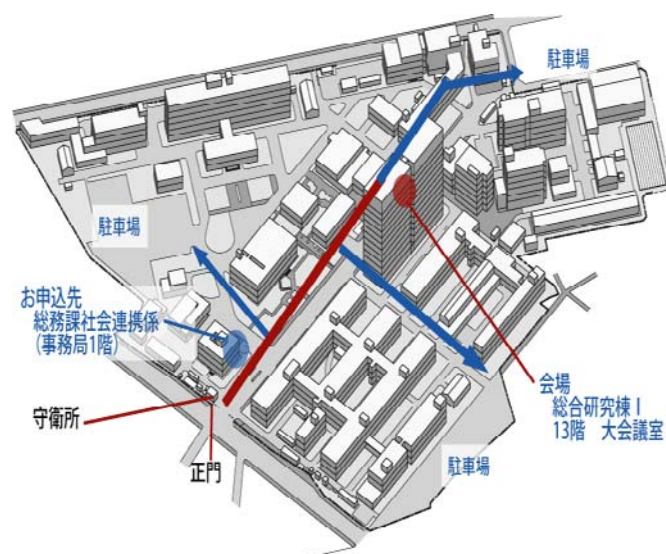 駐車場
駐車場
お申込先
総務課社会連携係
(事務局1階)
守衛所
正門
会場
総合研究棟Ⅰ
13階　大会議室
駐車場